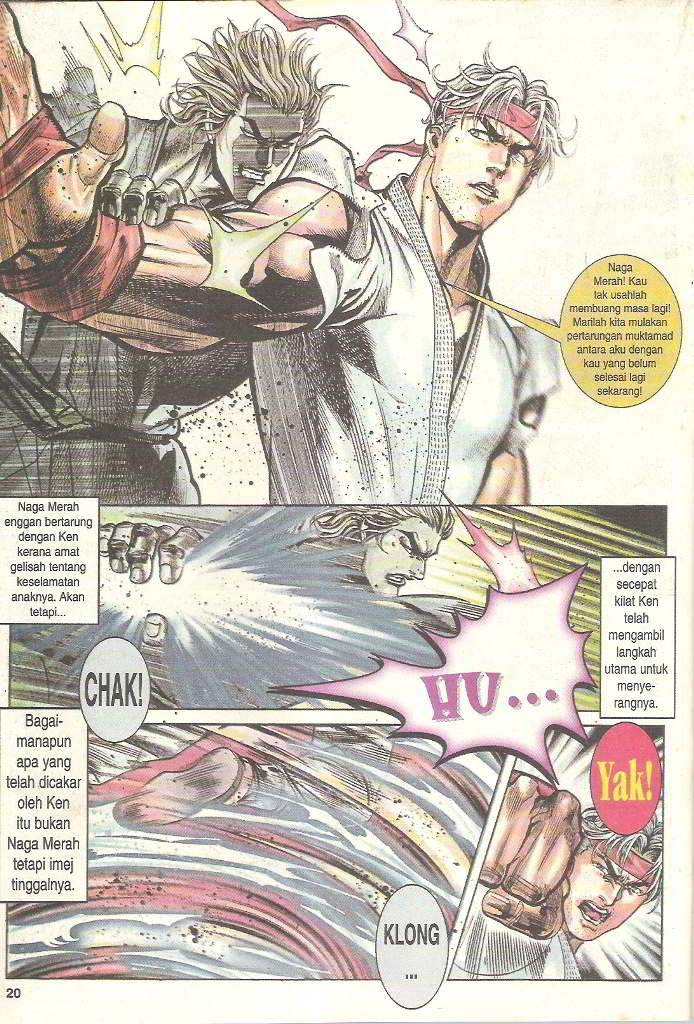 Naga
Merah! Kau
tak usahlah
membuang masa lagi!
Marilah kita mulakan
pertarungan muktamad
antara aku dengan
kau yang belum
selesai lagi
sekarang!
Naga Merah
enggan bertarung
dengan Ken
kerana amat
gelisah tentang
keselamatan
anaknya. Akan
tetapi...
...dengan
secepat
kilat Ken
telah
mengambil
langkah
utama untuk
menye-
rangnya.
CHAK!
HU...
Bagai-
manapun
apa yang
telah dicakar
oleh Ken
itu bukan
Naga Merah
tetapi imej
tinggalnya.
Yak!
KLONG
...
20